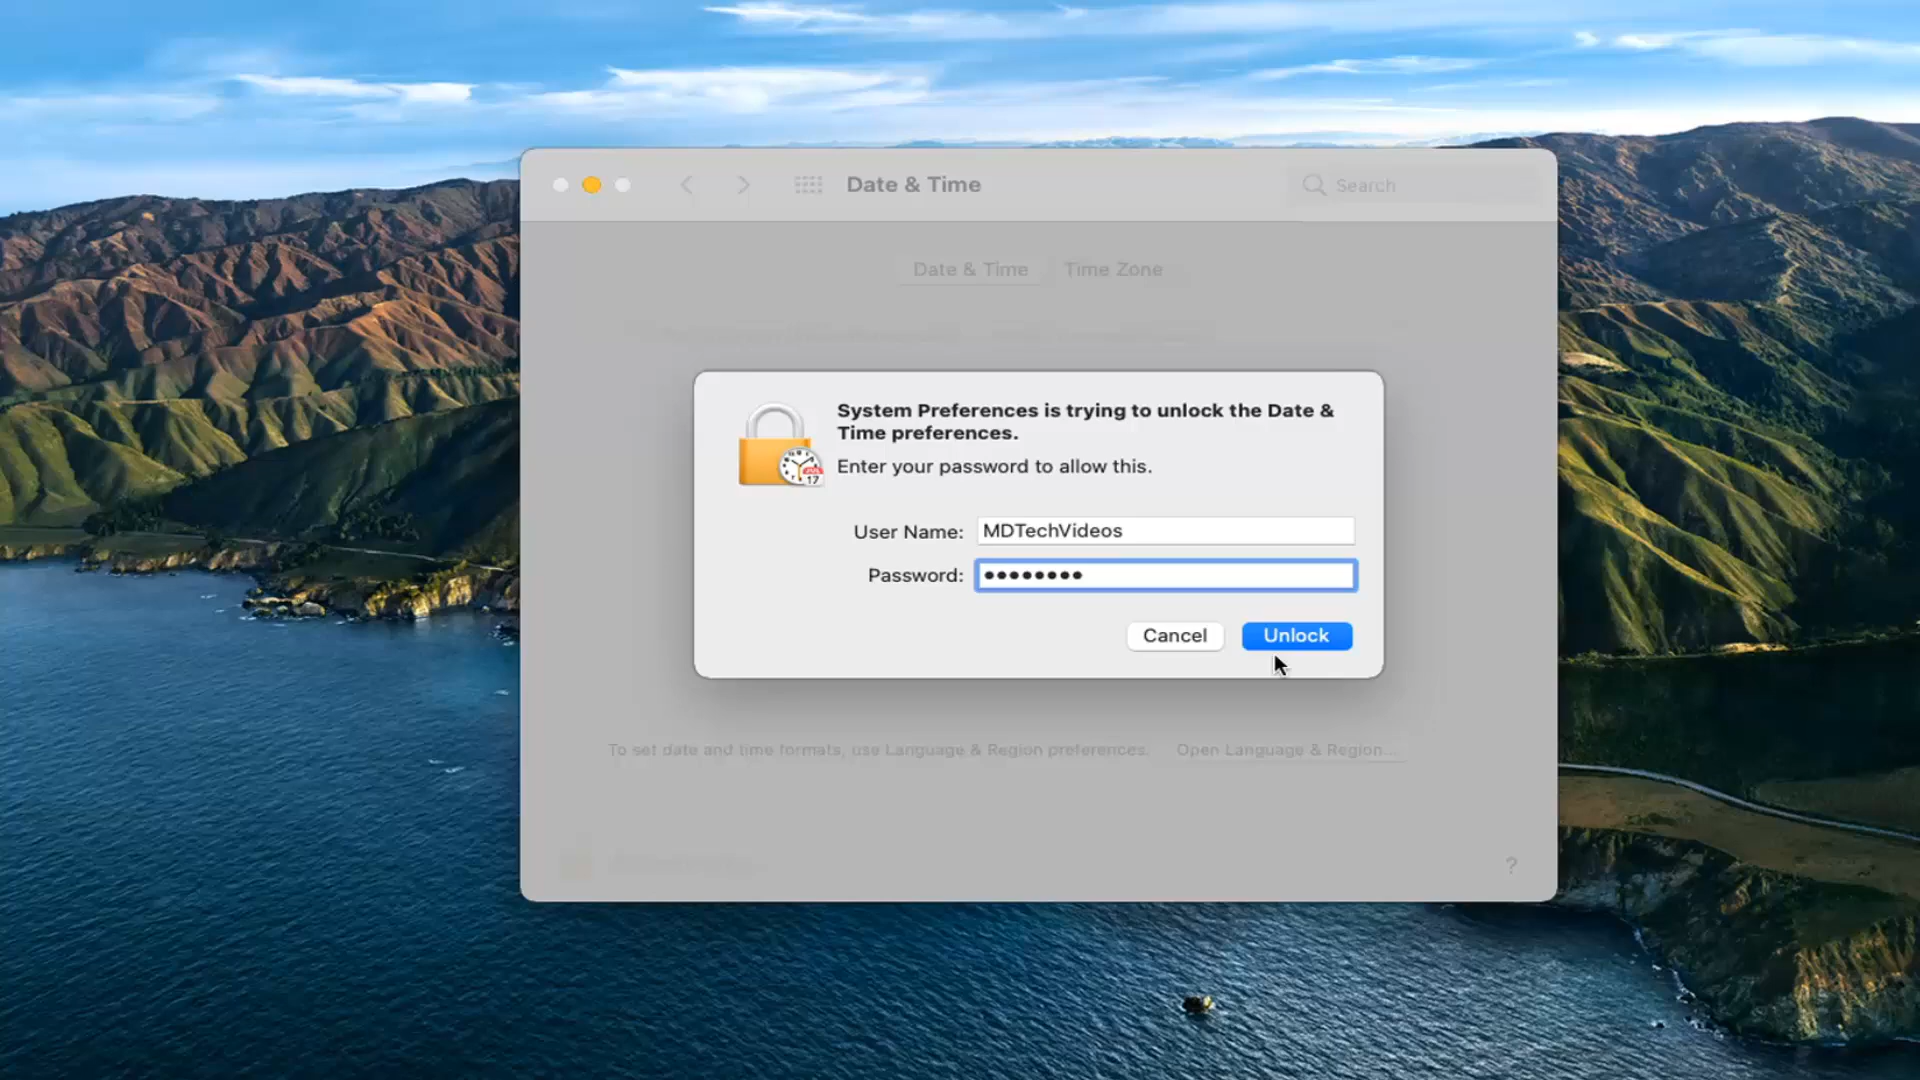 Date & Time
Search
Date & Time
Time Zone
System Preferences is trying to unlock the Date &
Time preferences.
Enter your password to allow this.
17
User Name: MDTechVideos
Password: ••••••••
Cancel
Unlock
To set date and time formats, use Language & Region preferences.
Open Language & Region...
?